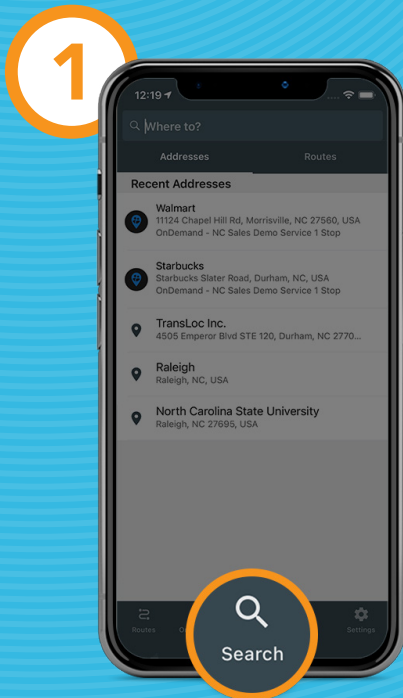 1
12:19
Where to?
Addresses Routes
Recent Addresses
Walmart
11124 Chapel Hill Rd, Morrisville, NC 27560, USA
OnDemand - NC Sales Demo Service 1 Stop
Starbucks
Starbucks Slater Road, Durham, NC, USA
OnDemand - NC Sales Demo Service 1 Stop
TransLoc Inc.
4505 Emperor Blvd STE 120, Durham, NC 2770...
Raleigh
Raleigh, NC, USA
North Carolina State University
Raleigh, NC 27695, USA
Routes Settings
Search